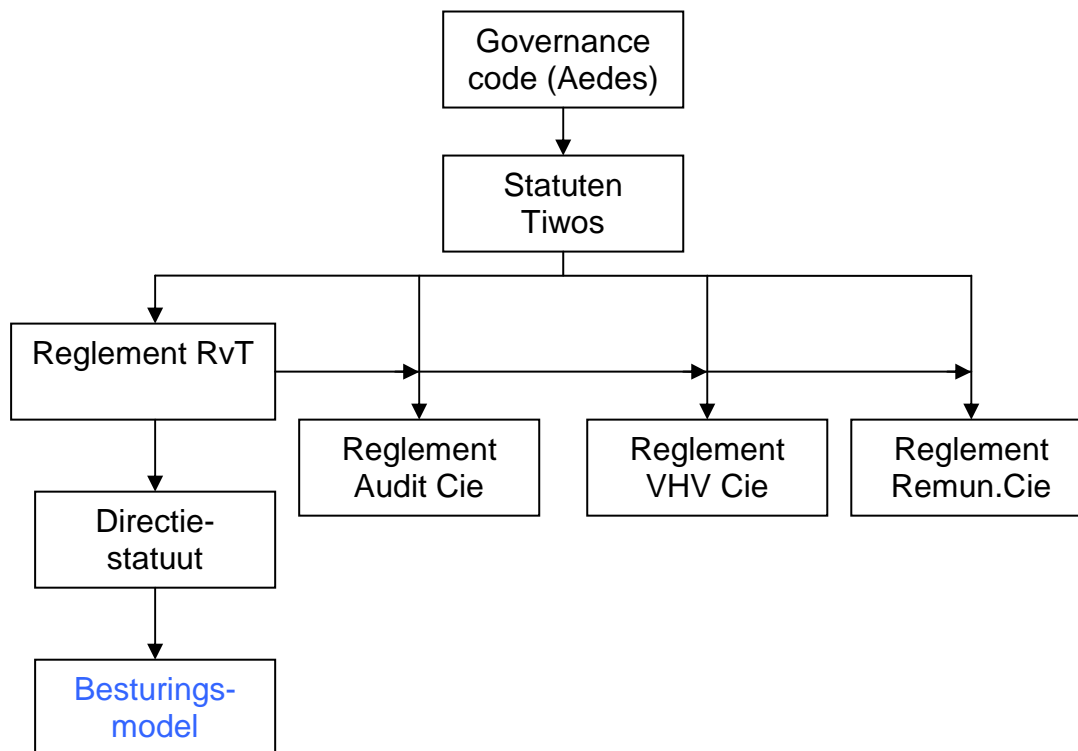 Governance
code (Aedes)
Statuten
Tiwos
Reglement RvT
Reglement
Audit Cie
Reglement
VHV Cie
Reglement
Remun.Cie
Directie-
statuut
Besturings-
model